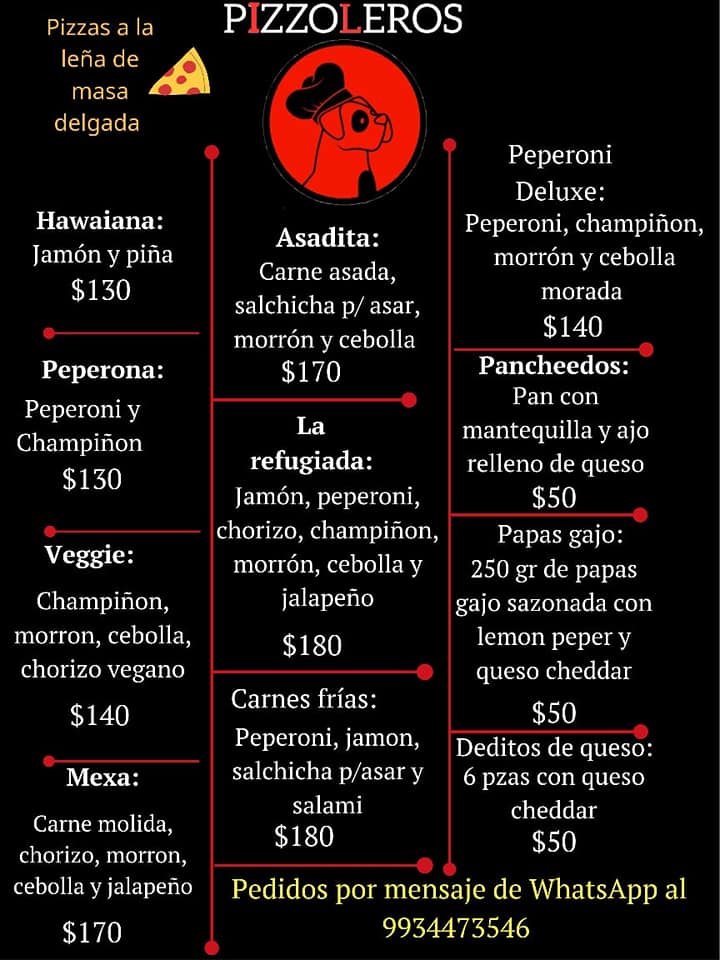 PIZZOLEROS
Pizzas a la
leña de
masa
delgada
Hawaiana:
Jamón y piña
$130
Peperona:
Peperoni y
Champiñon
$130
Veggie:
Champiñon,
morron, cebolla,
chorizo vegano
$140
Mexa:
Carne molida,
chorizo, morron,
cebolla y jalapeño
$170
Asadita:
Carne asada,
salchicha p/ asar,
morrón y cebolla
$170
La
refugiada:
Jamón, peperoni,
chorizo, champiñon,
morrón, cebolla y
jalapeño
$180
Carnes frías:
Peperoni, jamon,
salchicha p/asar y
salami
$180
Peperoni
Deluxe:
Peperoni, champiñon,
morrón y cebolla
morada
$140
Pancheedos:
Pan con
mantequilla y ajo
relleno de queso
$50
Papas gajo:
250 gr de papas
gajo sazonada con
lemon peper y
queso cheddar
$50
Deditos de queso:
6 pzas con queso
cheddar
$50
Pedidos por mensaje de WhatsApp al
9934473546